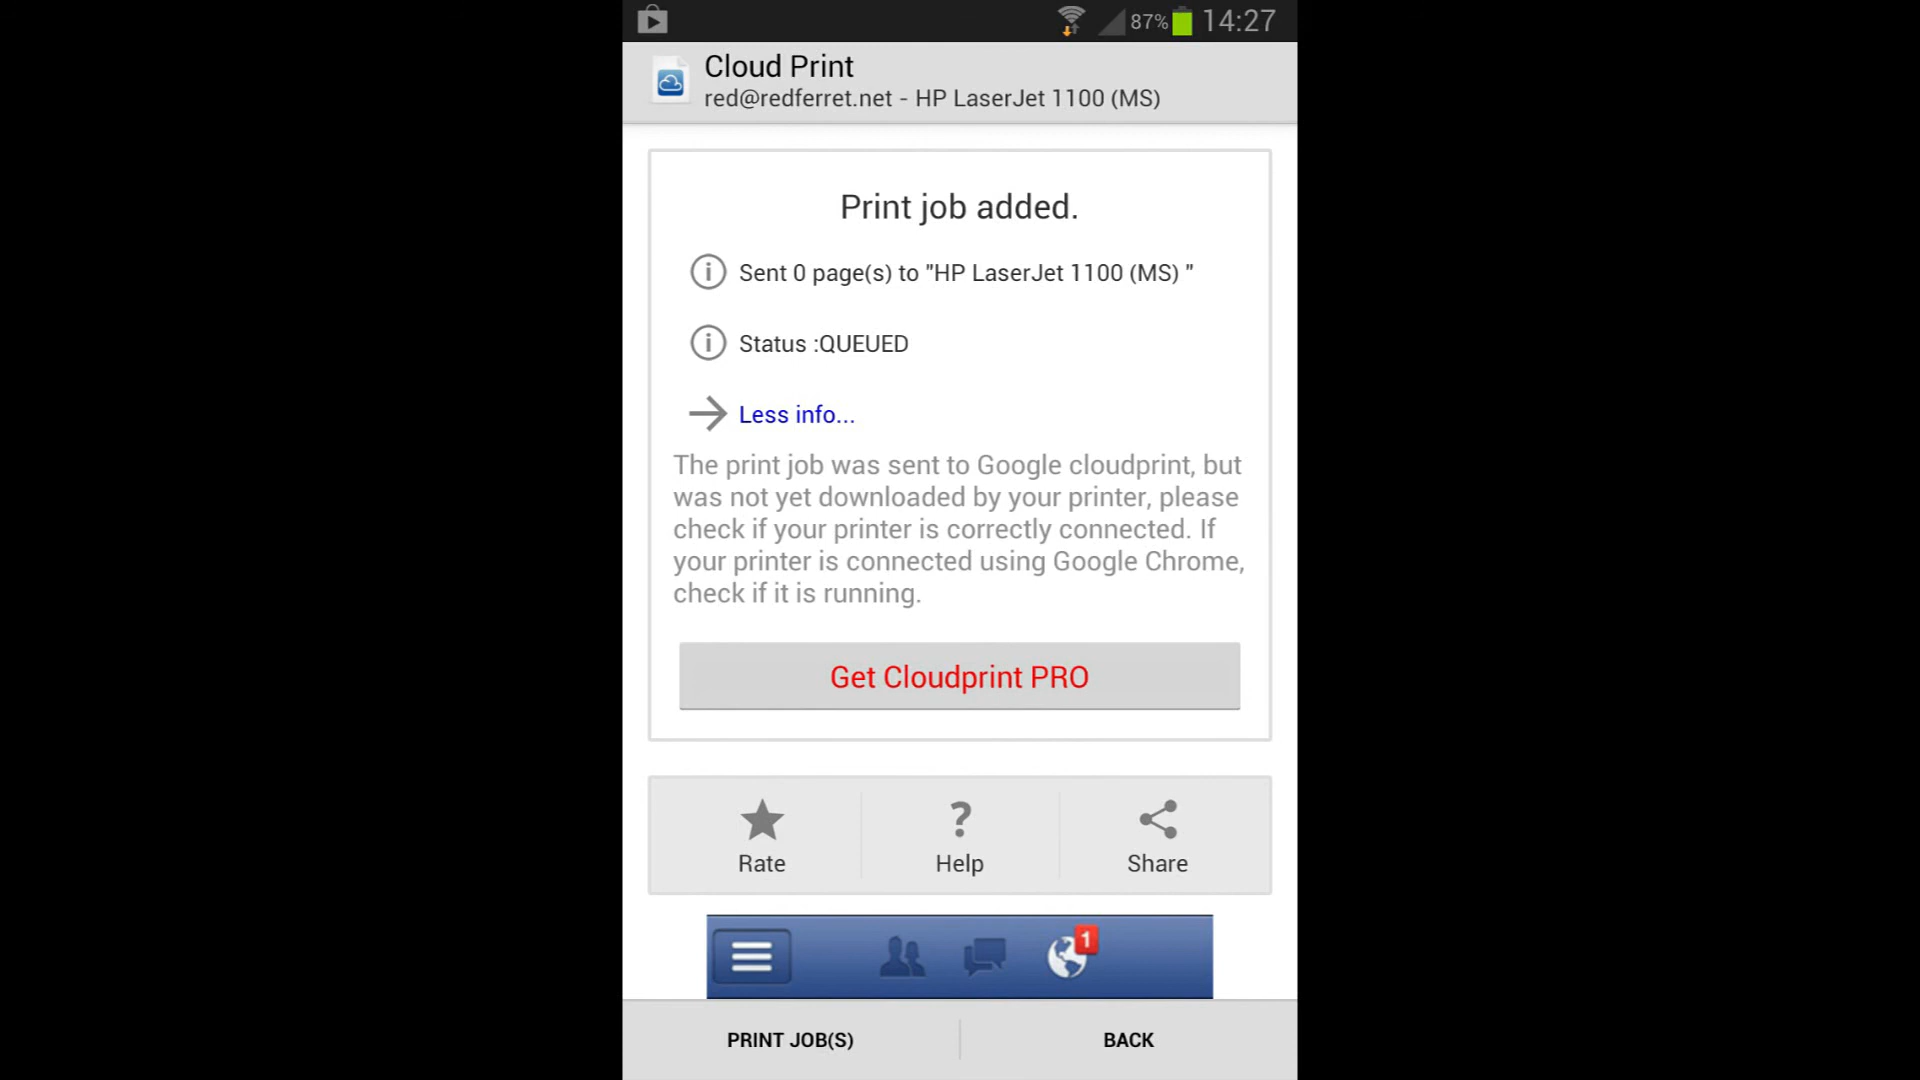 87% 14:27
Cloud Print
red@redferret.net - HP LaserJet 1100 (MS)
Print job added.
Sent 0 page(s) to "HP LaserJet 1100 (MS) "
Status :QUEUED
Less info...
The print job was sent to Google cloudprint, but
was not yet downloaded by your printer, please
check if your printer is correctly connected. If
your printer is connected using Google Chrome,
check if it is running.
Get Cloudprint PRO
? 
Rate Help Share
1
PRINT JOB(S) BACK